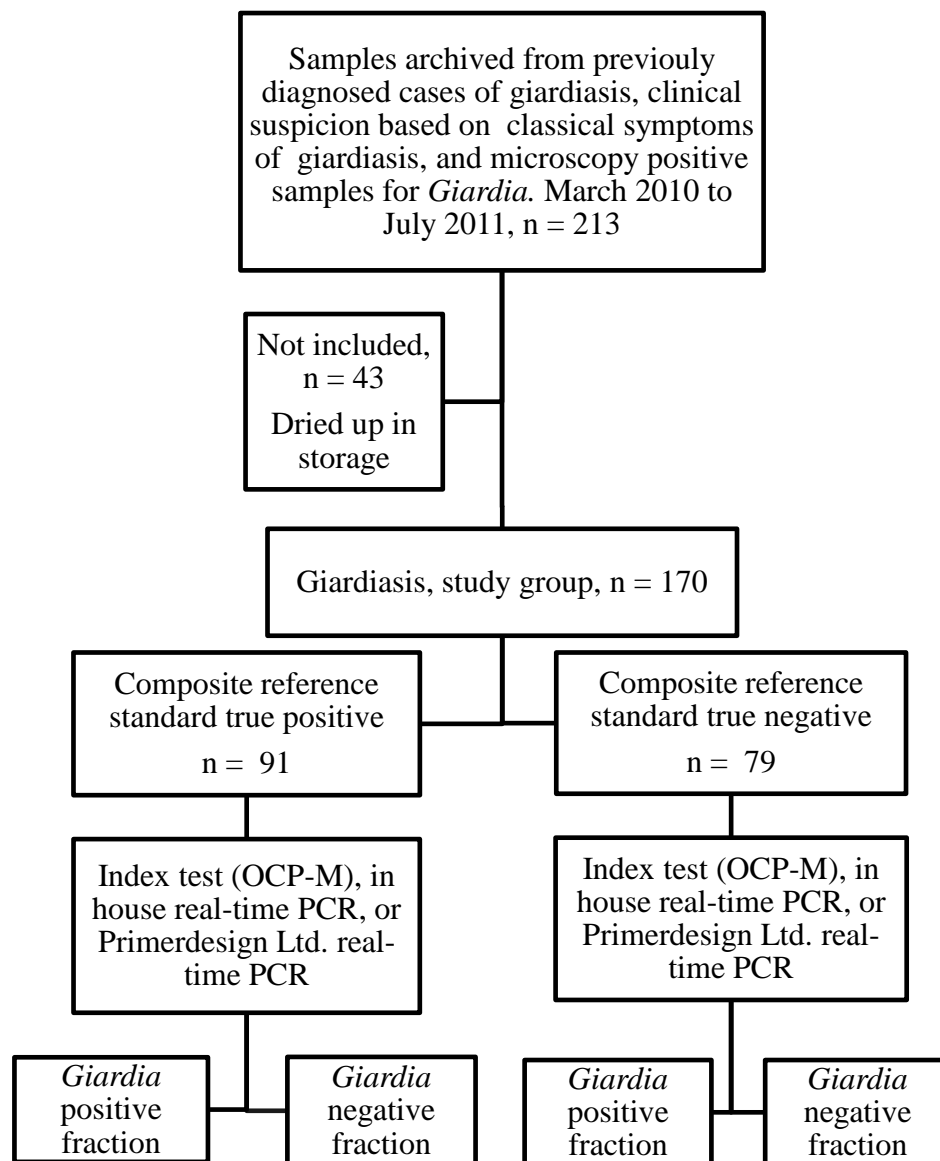 Samples archived from previouly
diagnosed cases of giardiasis, clinical
suspicion based on classical symptoms
of giardiasis, and microscopy positive
samples for Giardia. March 2010 to
July 2011, n = 213
Not included,
n = 43
Dried up in
storage
Giardiasis, study group, n = 170
Composite reference
standard true positive
n = 91
Composite reference
standard true negative
n = 79
Index test (OCP-M), in
house real-time PCR, or
Primerdesign Ltd. real-
time PCR
Index test (OCP-M), in
house real-time PCR, or
Primerdesign Ltd. real-
time PCR
Giardia
positive
fraction
Giardia
negative
fraction
Giardia
positive
fraction
Giardia
negative
fraction